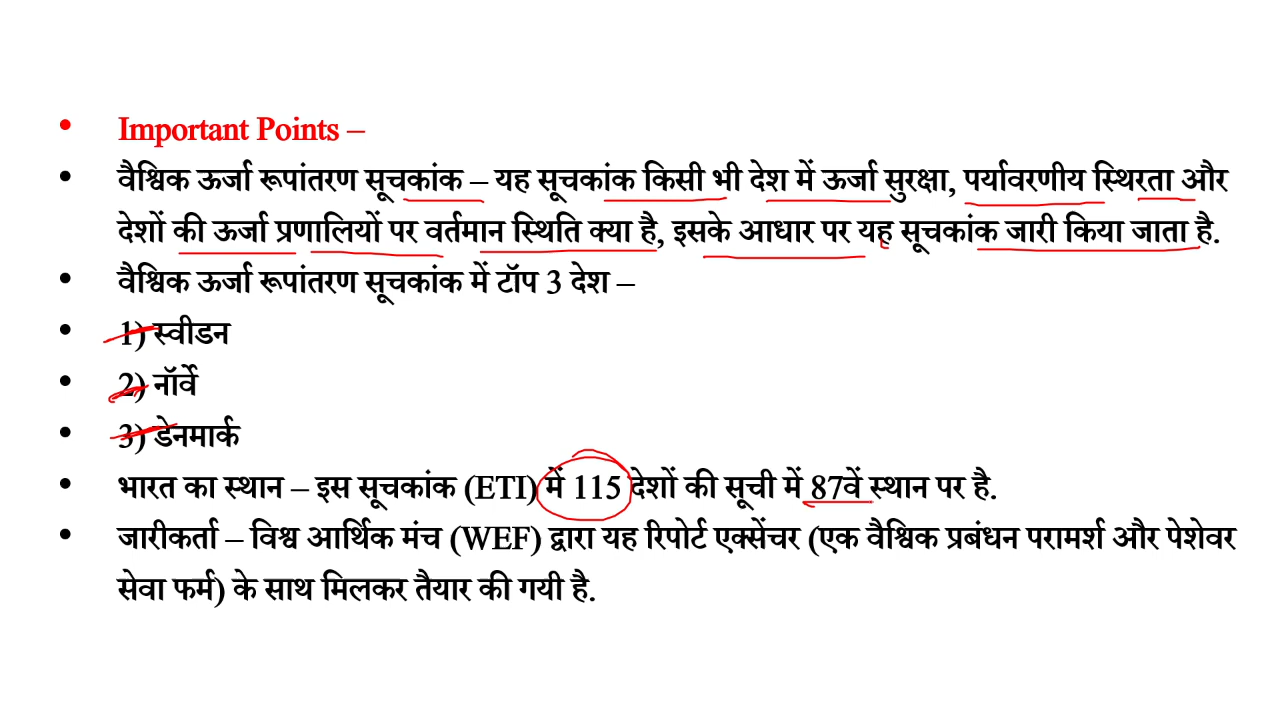 • Important Points –
• वैश्विक ऊर्जा रूपांतरण सूचकांक – यह सूचकांक किसी भी देश में ऊर्जा सुरक्षा, पर्यावरणीय स्थिरता और
देशों की ऊर्जा प्रणालियों पर वर्तमान स्थिति क्या है, इसके आधार पर यह सूचकांक जारी किया जाता है.
• वैश्विक ऊर्जा रूपांतरण सूचकांक में टॉप 3 देश –
• 1) स्वीडन
• 2) नॉर्वे
• 3) डेनमार्क
• भारत का स्थान – इस सूचकांक (ETI) में 115 देशों की सूची में 87वें स्थान पर है.
• जारीकर्ता – विश्व आर्थिक मंच (WEF) द्वारा यह रिपोर्ट एक्सेंचर (एक वैश्विक प्रबंधन परामर्श और पेशेवर
सेवा फर्म) के साथ मिलकर तैयार की गयी है.